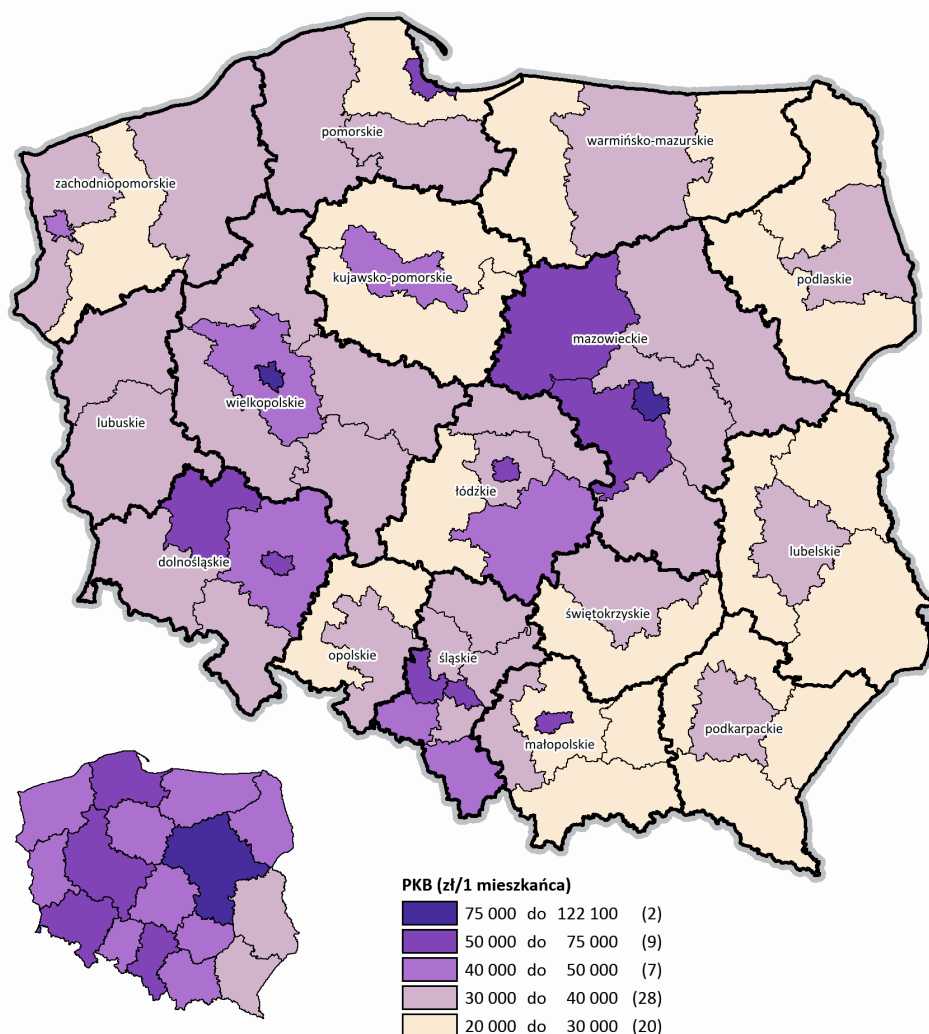 pomorskie
warmińsko-mazurskie
zachodniopomorskie
kujawsko-pomorskie
podlaskie
mazowieckie
wielkopolskie
lubuskie
łódzkie
dolnośląskie
lubelskie
świętokrzyskie
opolskie
śląskie
podkarpackie
małopolskie
PKB (zł/1 mieszkańca)
75 000 do 122 100 (2)
50 000 do 75 000 (9)
40 000 do 50 000 (7)
30 000 do 40 000 (28)
20 000 do 30 000 (20)